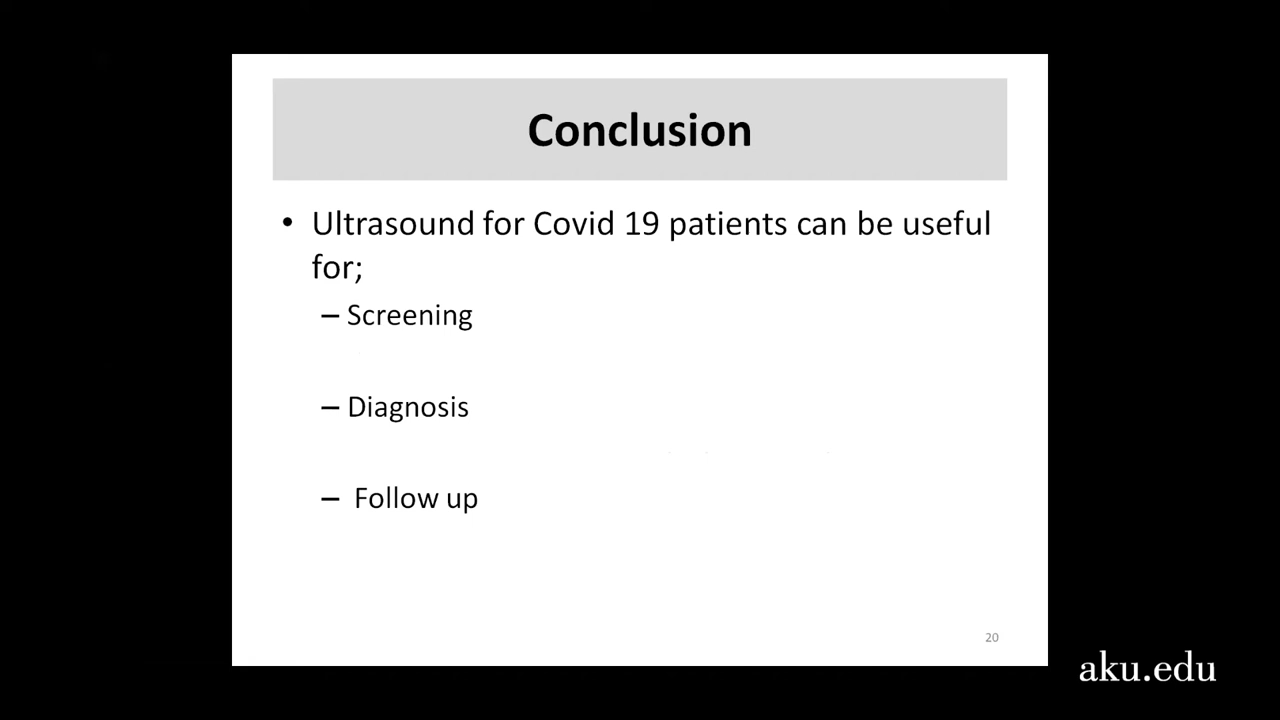 Conclusion
• Ultrasound for Covid 19 patients can be useful
for;
– Screening
– Diagnosis
– Follow up
20
aku.edu